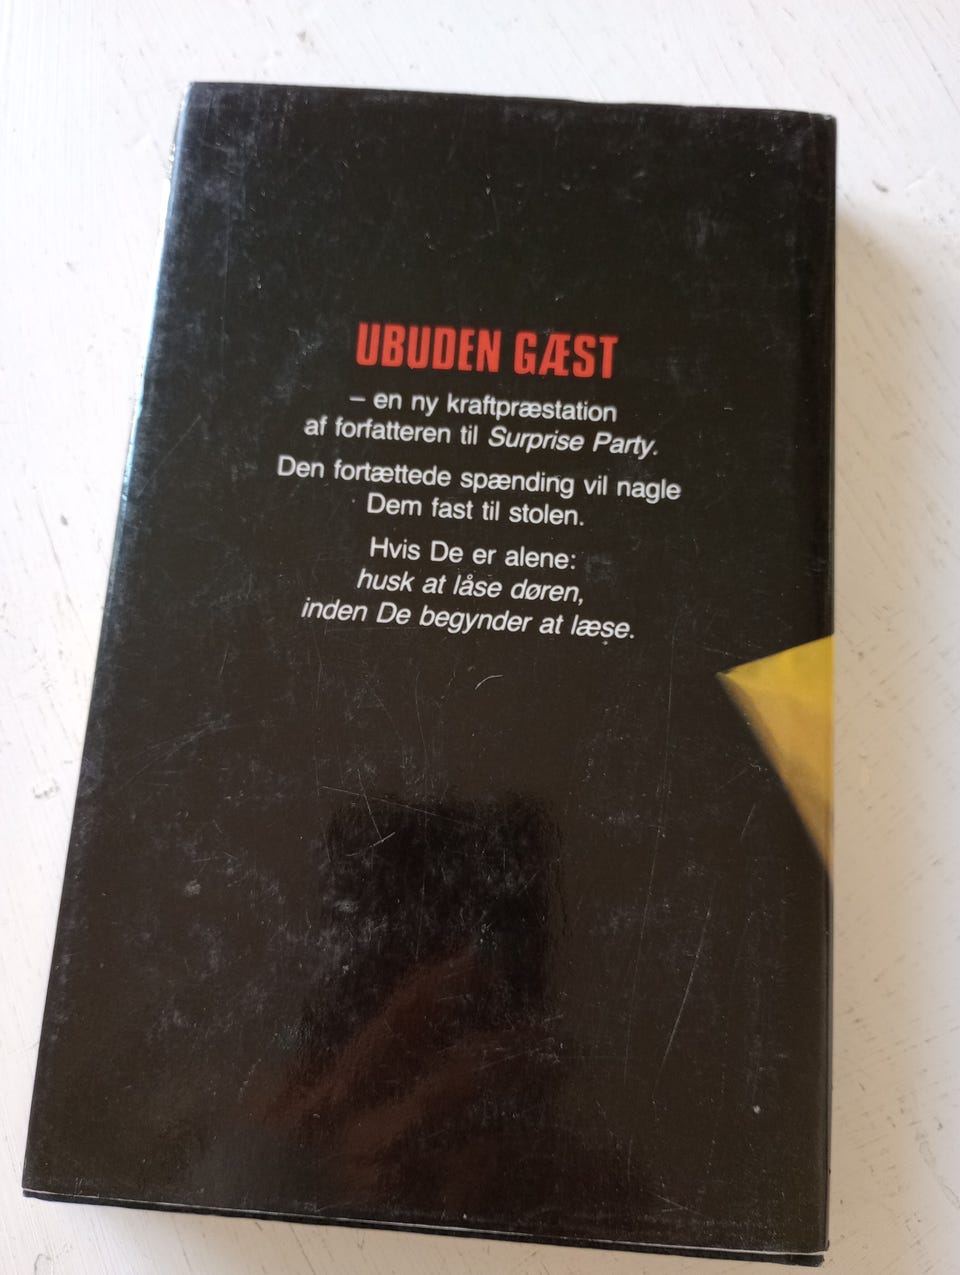 UBUDEN GÆST
– en ny kraftpræstation
af forfatteren til Surprise Party.
Den fortættede spænding vil nagle
Dem fast til stolen.
Hvis De er alene:
husk at låse døren,
inden De begynder at læse.